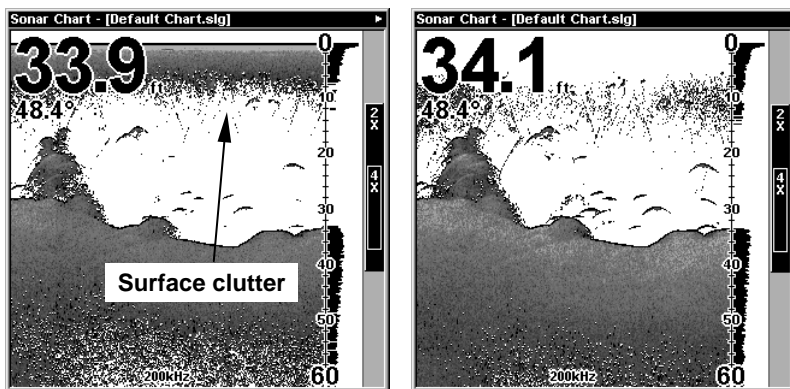 Sonar Chart - [Default Chart.slg]
33.9 ft
48.4°
0
10
20
30
40
50
60
2X
4X
Surface clutter
200kHz
Sonar Chart - [Default Chart.slg]
34.1 ft
48.4°
0
10
20
30
40
50
60
2X
4X
200kHz